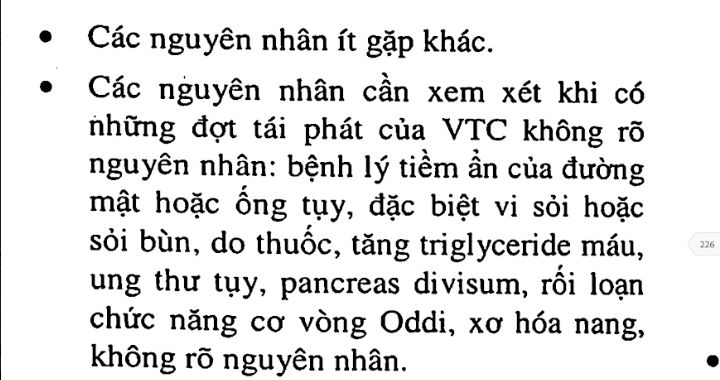 • Các nguyên nhân ít gặp khác.
• Các nguyên nhân cần xem xét khi có
những đợt tái phát của VTC không rõ
nguyên nhân: bệnh lý tiềm ẩn của đường
mật hoặc ống tụy, đặc biệt vi sỏi hoặc
sỏi bùn, do thuốc, tăng triglyceride máu,
226
ung thư tụy, pancreas divisum, rối loạn
chức năng cơ vòng Oddi, xơ hóa nang,
không rõ nguyên nhân.
•